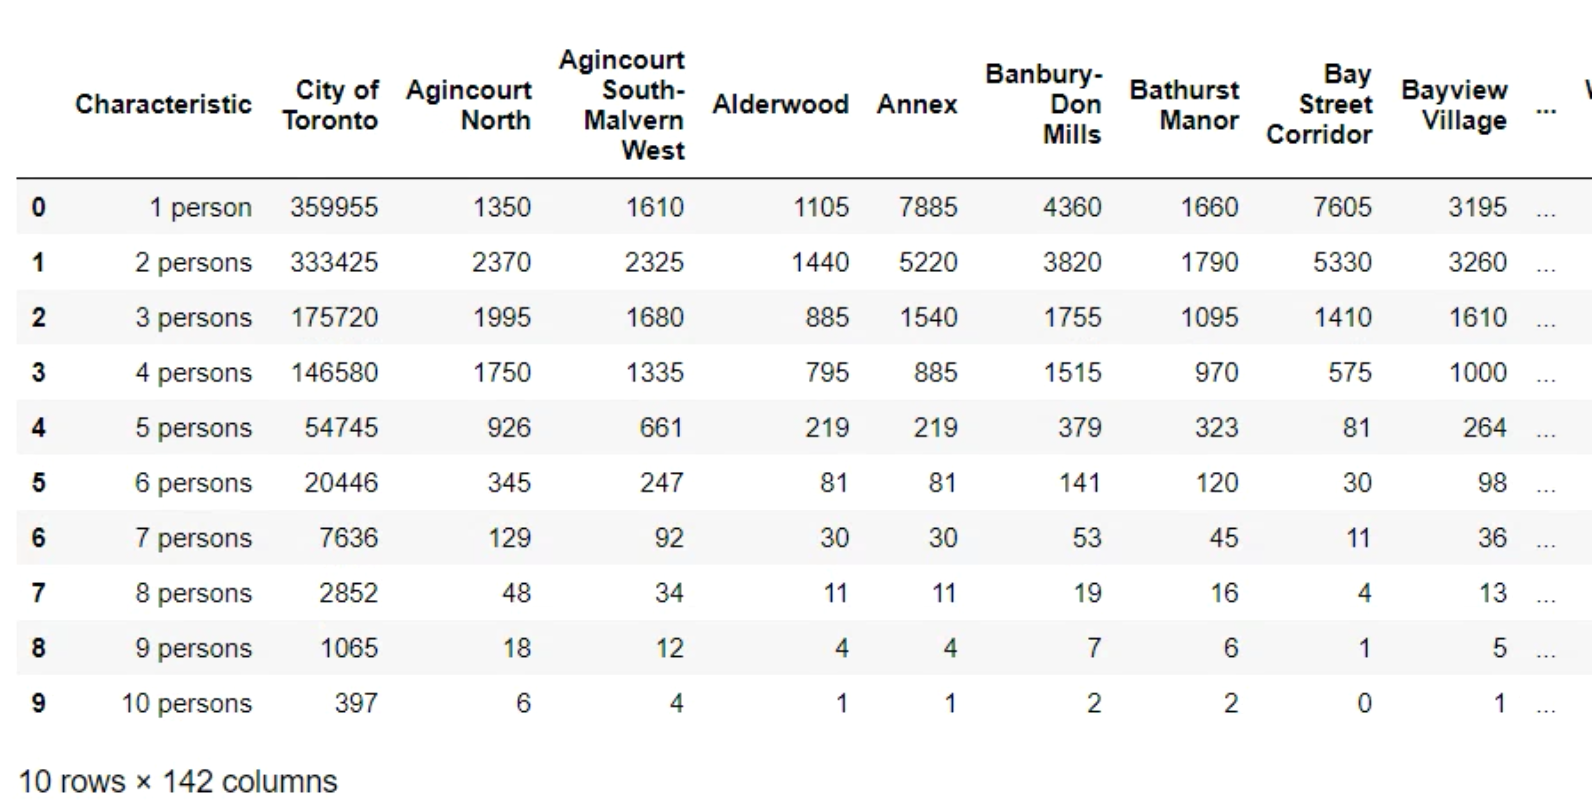 Characteristic City of Toronto Agincourt North Agincourt South-Malvern West Alderwood Annex Banbury-Don Mills Bathurst Manor Bay Street Corridor Bayview Village ...
0 1 person 359955 1350 1610 1105 7885 4360 1660 7605 3195 ...
1 2 persons 333425 2370 2325 1440 5220 3820 1790 5330 3260 ...
2 3 persons 175720 1995 1680 885 1540 1755 1095 1410 1610 ...
3 4 persons 146580 1750 1335 795 885 1515 970 575 1000 ...
4 5 persons 54745 926 661 219 219 379 323 81 264 ...
5 6 persons 20446 345 247 81 81 141 120 30 98 ...
6 7 persons 7636 129 92 30 30 53 45 11 36 ...
7 8 persons 2852 48 34 11 11 19 16 4 13 ...
8 9 persons 1065 18 12 4 4 7 6 1 5 ...
9 10 persons 397 6 4 1 1 2 2 0 1 ...
10 rows × 142 columns